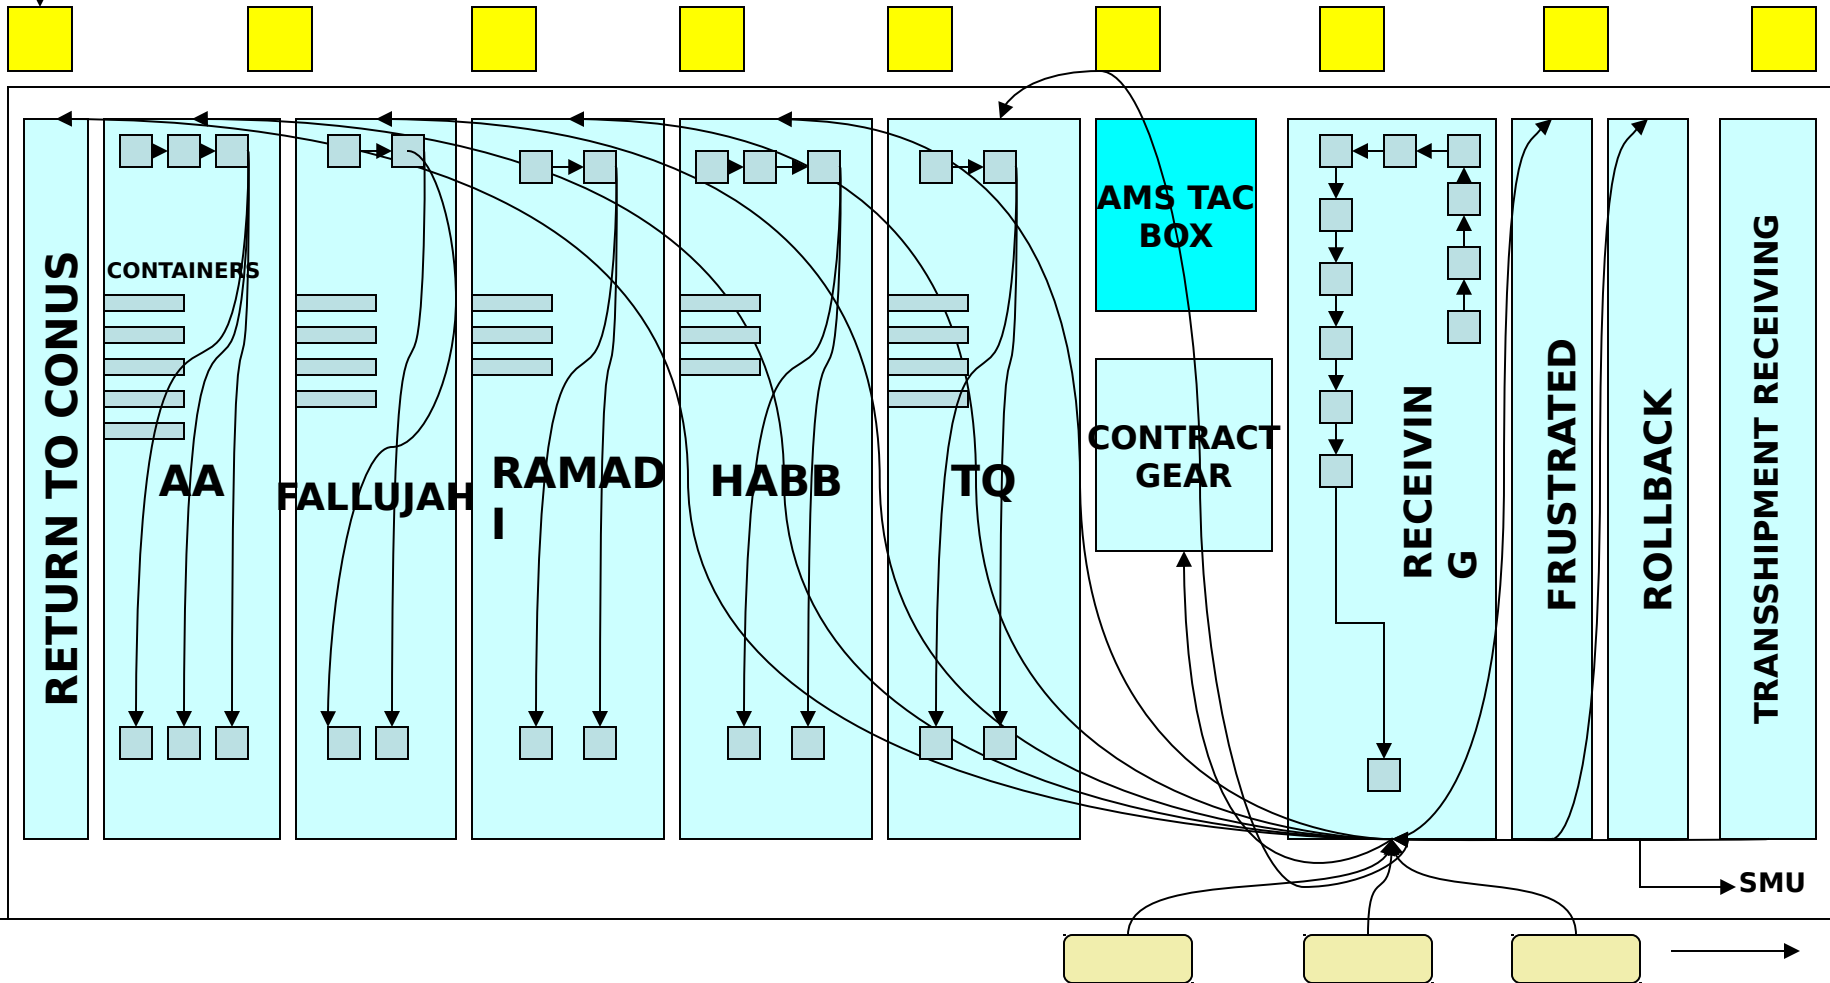 RETURN TO CONUS
CONTAINERS
AA
FALLUJAH
RAMAD
I
HABB
TQ
AMS TAC
BOX
CONTRACT
GEAR
RECEIVIN
G
FRUSTRATED
ROLLBACK
TRANSSHIPMENT RECEIVING
SMU